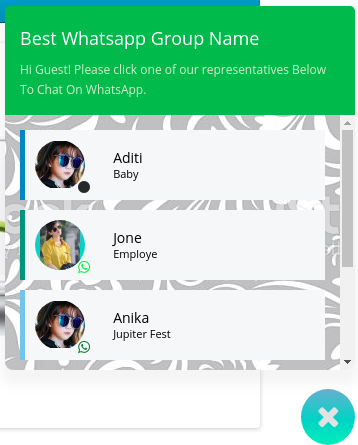 Best Whatsapp Group Name
Hi Guest! Please click one of our representatives Below
To Chat On WhatsApp.
Aditi
Baby
Jone
Employe
Anika
Jupiter Fest